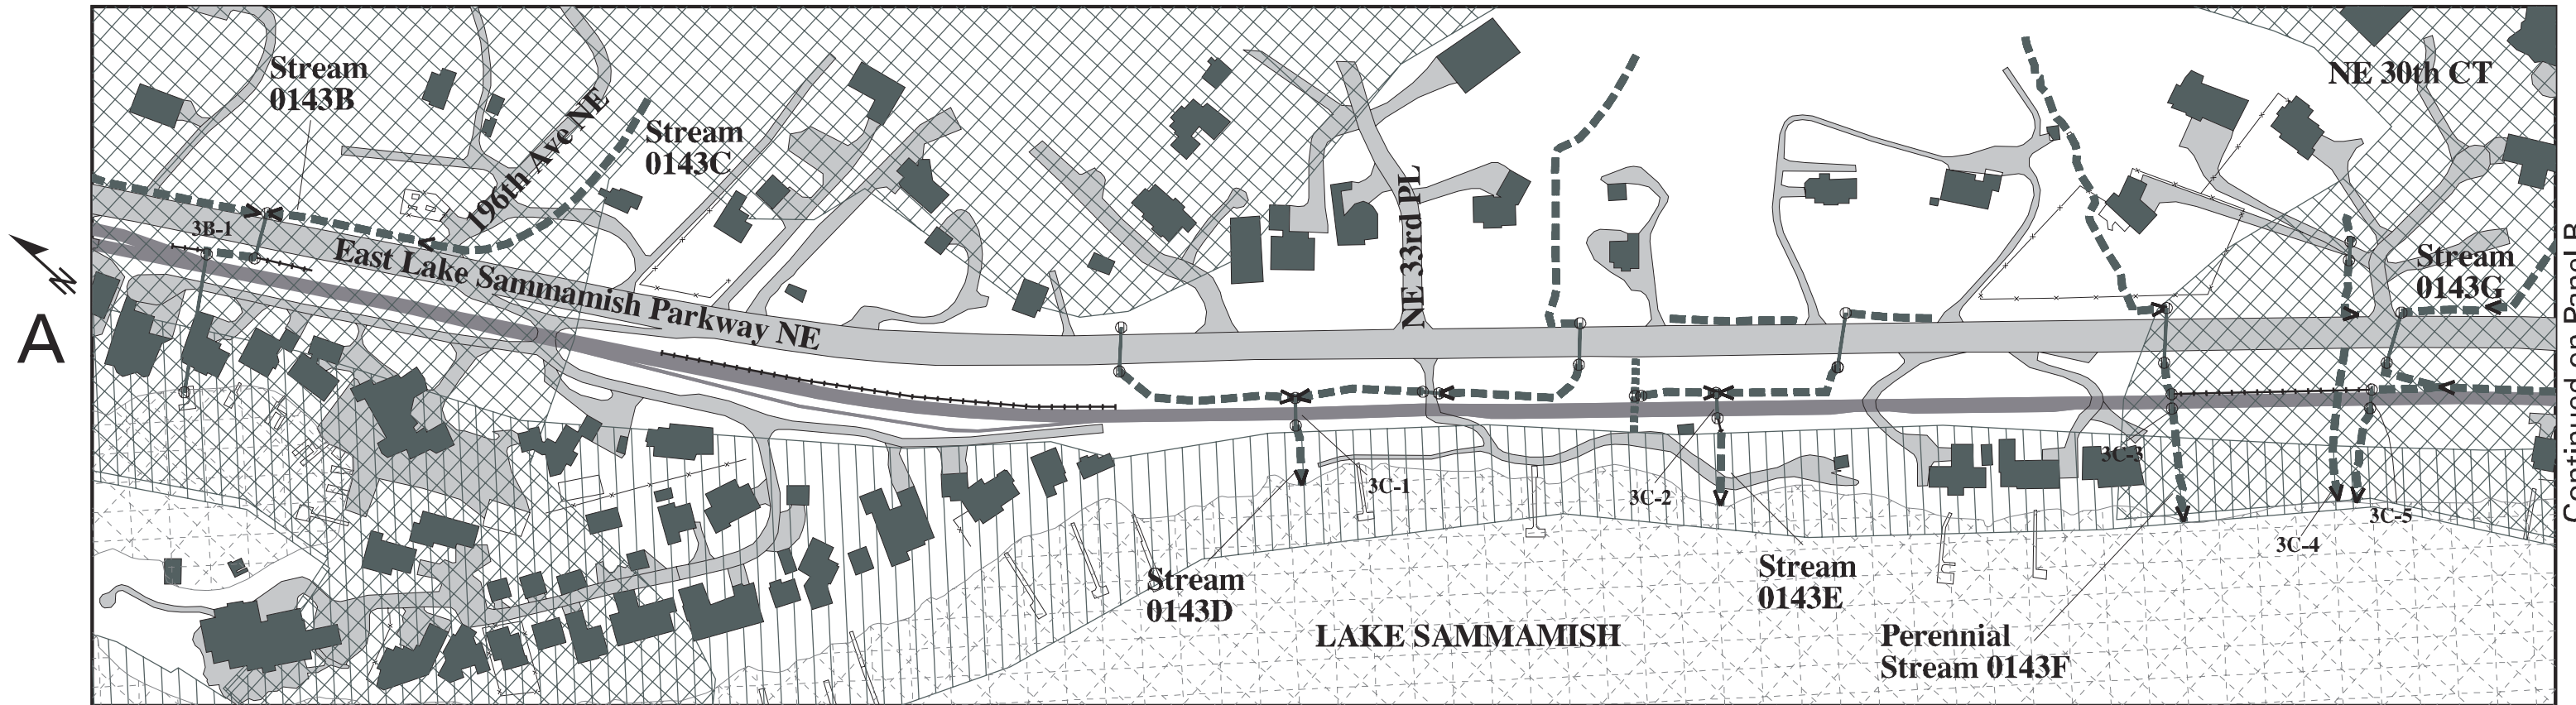 Stream
0143B
196th Ave NE
Stream
0143C
NE 30th CT
3B-1
East Lake Sammamish Parkway NE
NE 33rd PL
Stream
0143G
N
A
Continued on Panel B
3C-1
3C-2
3C-3
3C-4
3C-5
Stream
0143D
Stream
0143E
LAKE SAMMAMISH
Perennial
Stream 0143F